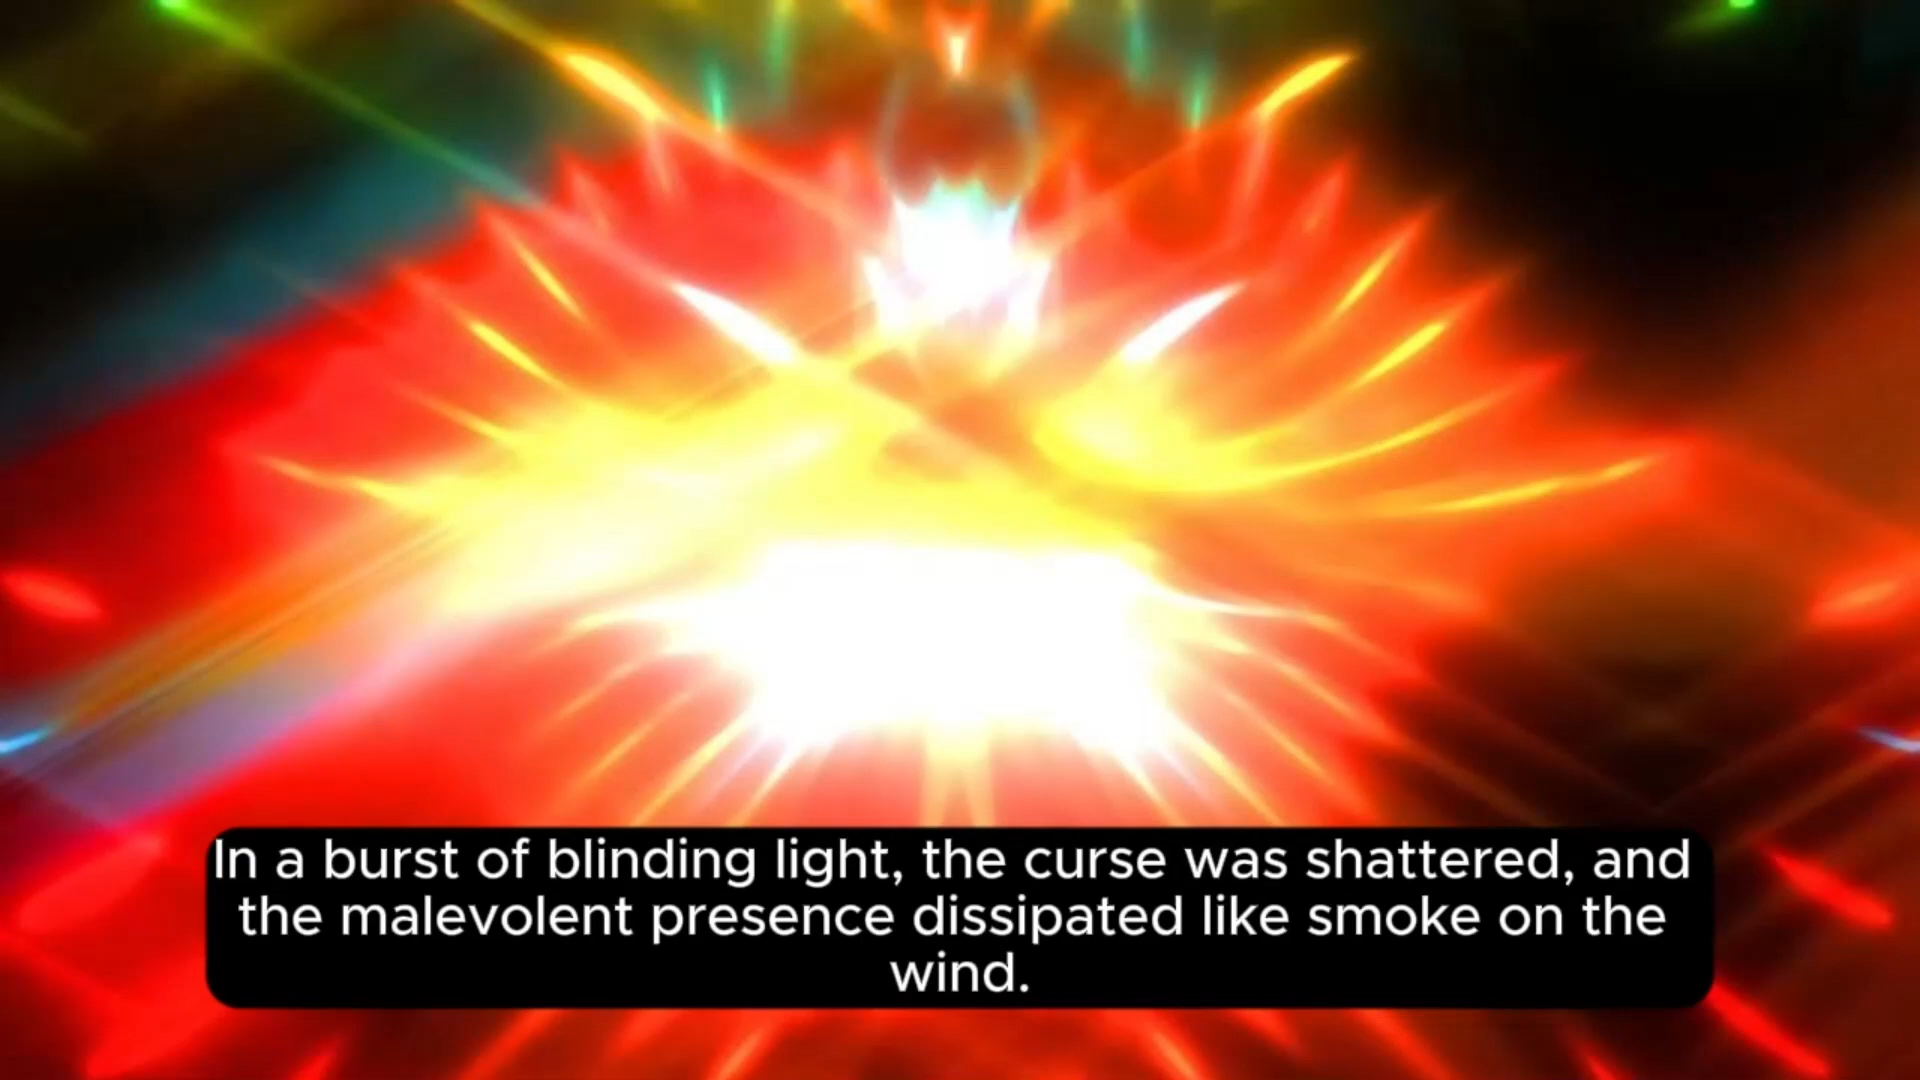 In a burst of blinding light, the curse was shattered, and
the malevolent presence dissipated like smoke on the
wind.